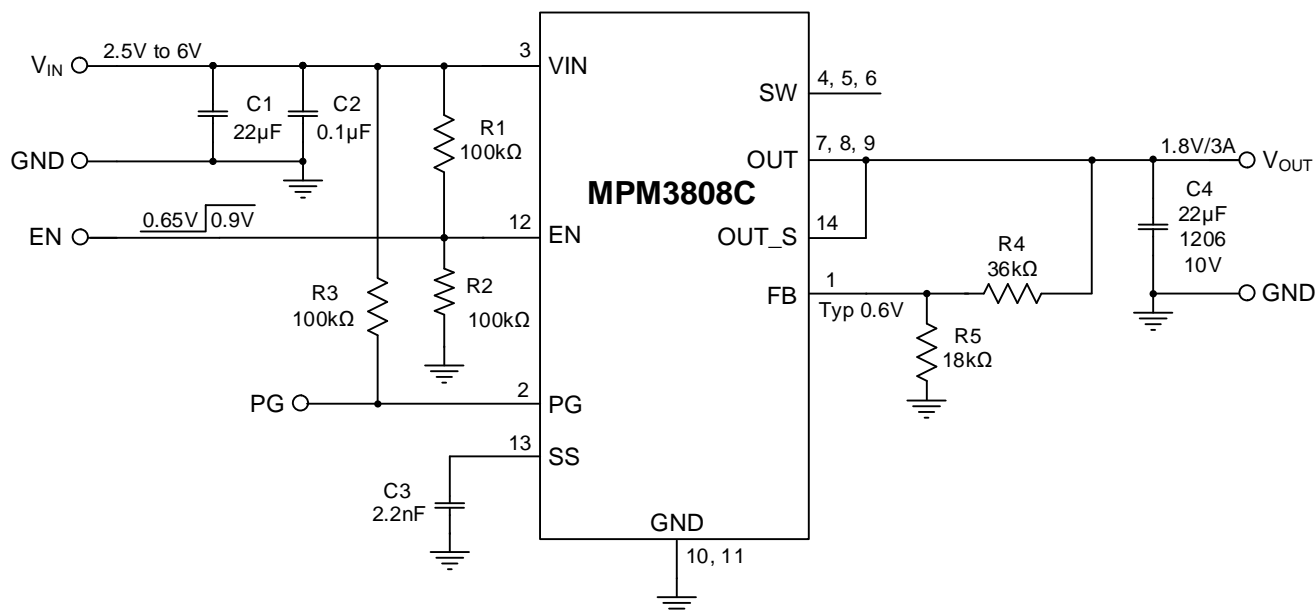 VIN
2.5V to 6V
C1
22µF
C2
0.1µF
GND
R1
100kΩ
EN
0.65V
0.9V
R3
100kΩ
R2
100kΩ
PG
C3
2.2nF
3
VIN
12
EN
2
PG
13
SS
MPM3808C
GND
10, 11
SW
4, 5, 6
OUT
7, 8, 9
OUT_S
14
FB
1
Typ 0.6V
R4
36kΩ
R5
18kΩ
1.8V/3A
VOUT
C4
22µF
1206
10V
GND